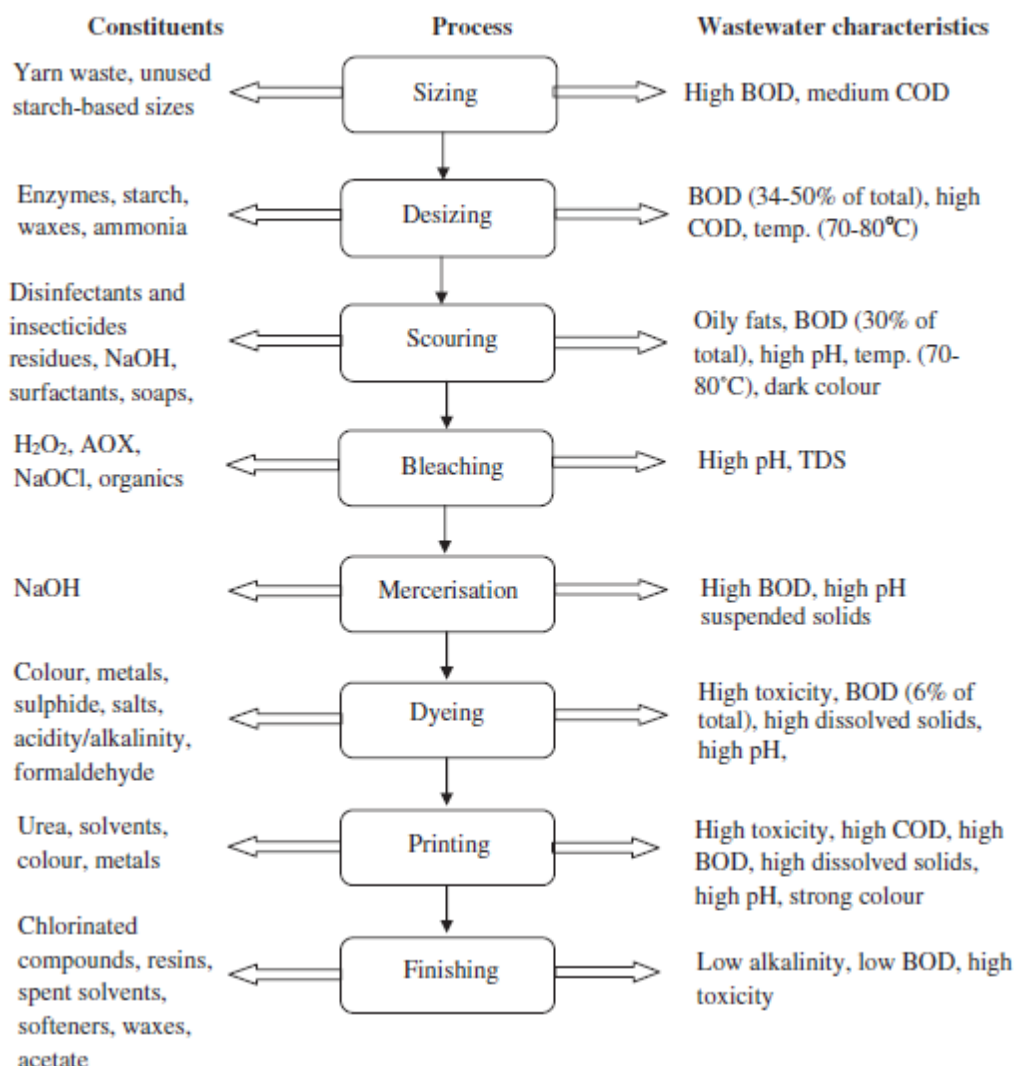 Constituents Process Wastewater characteristics
Yarn waste, unused
starch-based sizes
Sizing
High BOD, medium COD
Enzymes, starch,
waxes, ammonia
Desizing
BOD (34-50% of total), high
COD, temp. (70-80°C)
Disinfectants and
insecticides
residues, NaOH,
surfactants, soaps,
Scouring
Oily fats, BOD (30% of
total), high pH, temp. (70-
80°C), dark colour
H₂O₂, AOX,
NaOCl, organics
Bleaching
High pH, TDS
NaOH
Mercerisation
High BOD, high pH
suspended solids
Colour, metals,
sulphide, salts,
acidity/alkalinity,
formaldehyde
Dyeing
High toxicity, BOD (6% of
total), high dissolved solids,
high pH,
Urea, solvents,
colour, metals
Printing
High toxicity, high COD, high
BOD, high dissolved solids,
high pH, strong colour
Chlorinated
compounds, resins,
spent solvents,
softeners, waxes,
acetate
Finishing
Low alkalinity, low BOD, high
toxicity